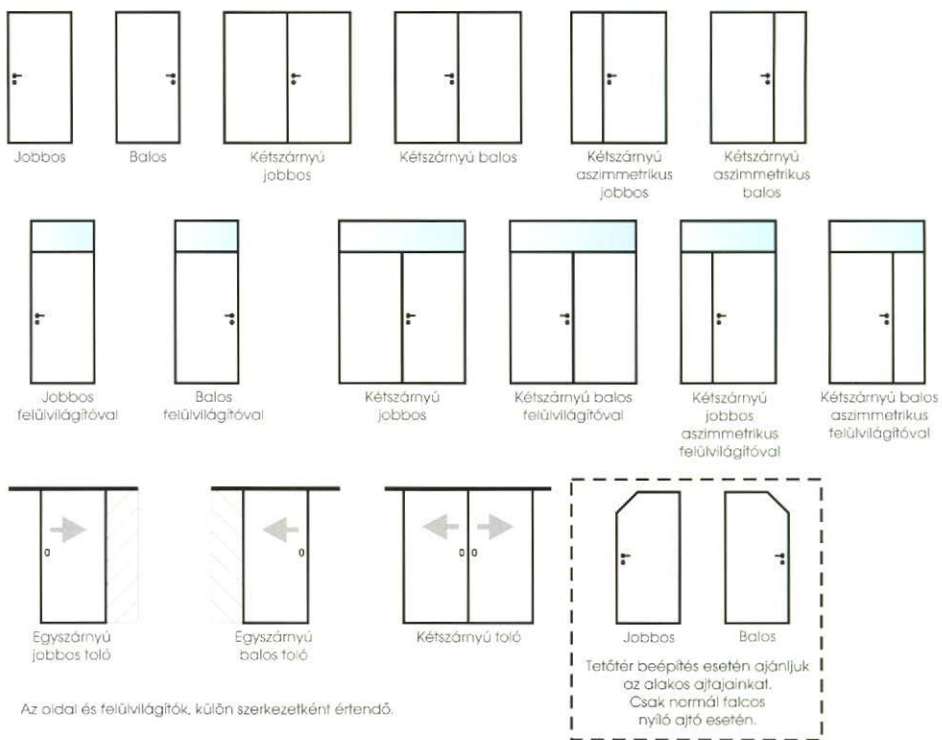 Jobbos
Balos
Kétszárnyú
jobbos
Kétszárnyú balos
Kétszárnyú
aszimmetrikus
jobbos
Kétszárnyú
aszimmetrikus
balos
Jobbos
felülvilágítóval
Balos
felülvilágítóval
Kétszárnyú
jobbos
Kétszárnyú balos
felülvilágítóval
Kétszárnyú
jobbos
aszimmetrikus
felülvilágítóval
Kétszárnyú balos
aszimmetrikus
felülvilágítóval
Egyszárnyú
jobbos toló
Egyszárnyú
balos toló
Kétszárnyú toló
Jobbos
Balos
Tetőtér beépítés esetén ajánljuk
az alakos ajtajainkat.
Csak normál falcos
nyíló ajtó esetén.
Az oldal és felülvilágítók, külön szerkezetként értendő.